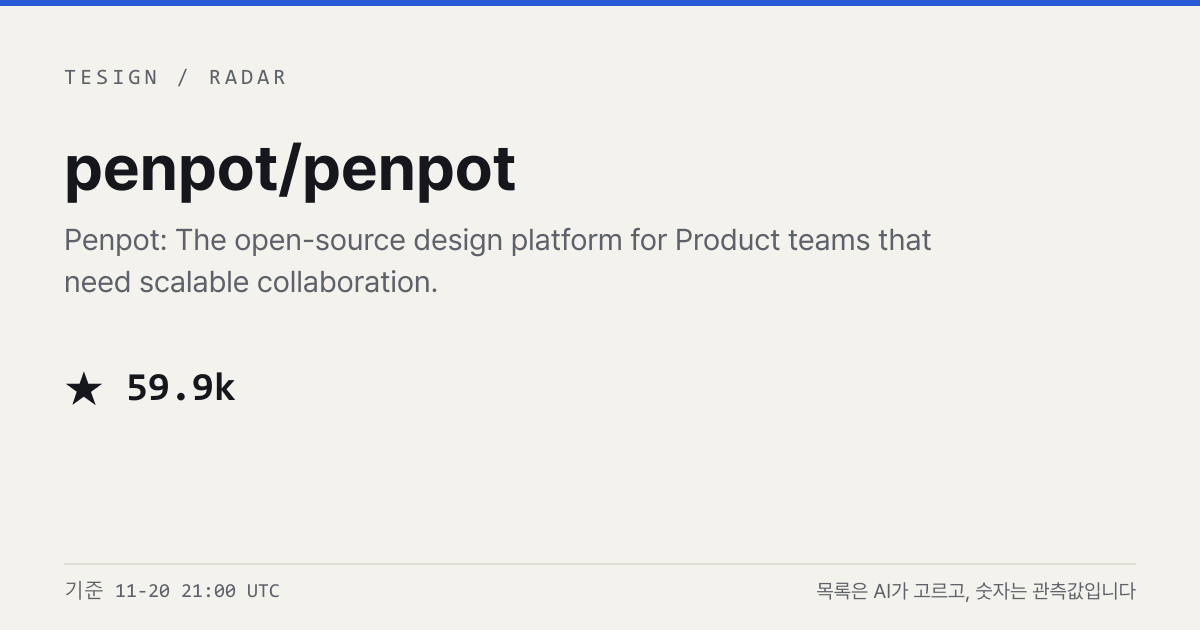 TESIGN / RADAR
penpot/penpot
Penpot: The open-source design platform for Product teams that
need scalable collaboration.
★ 59.9k
기준 11-20 21:00 UTC
목록은 AI가 고르고, 숫자는 관측값입니다